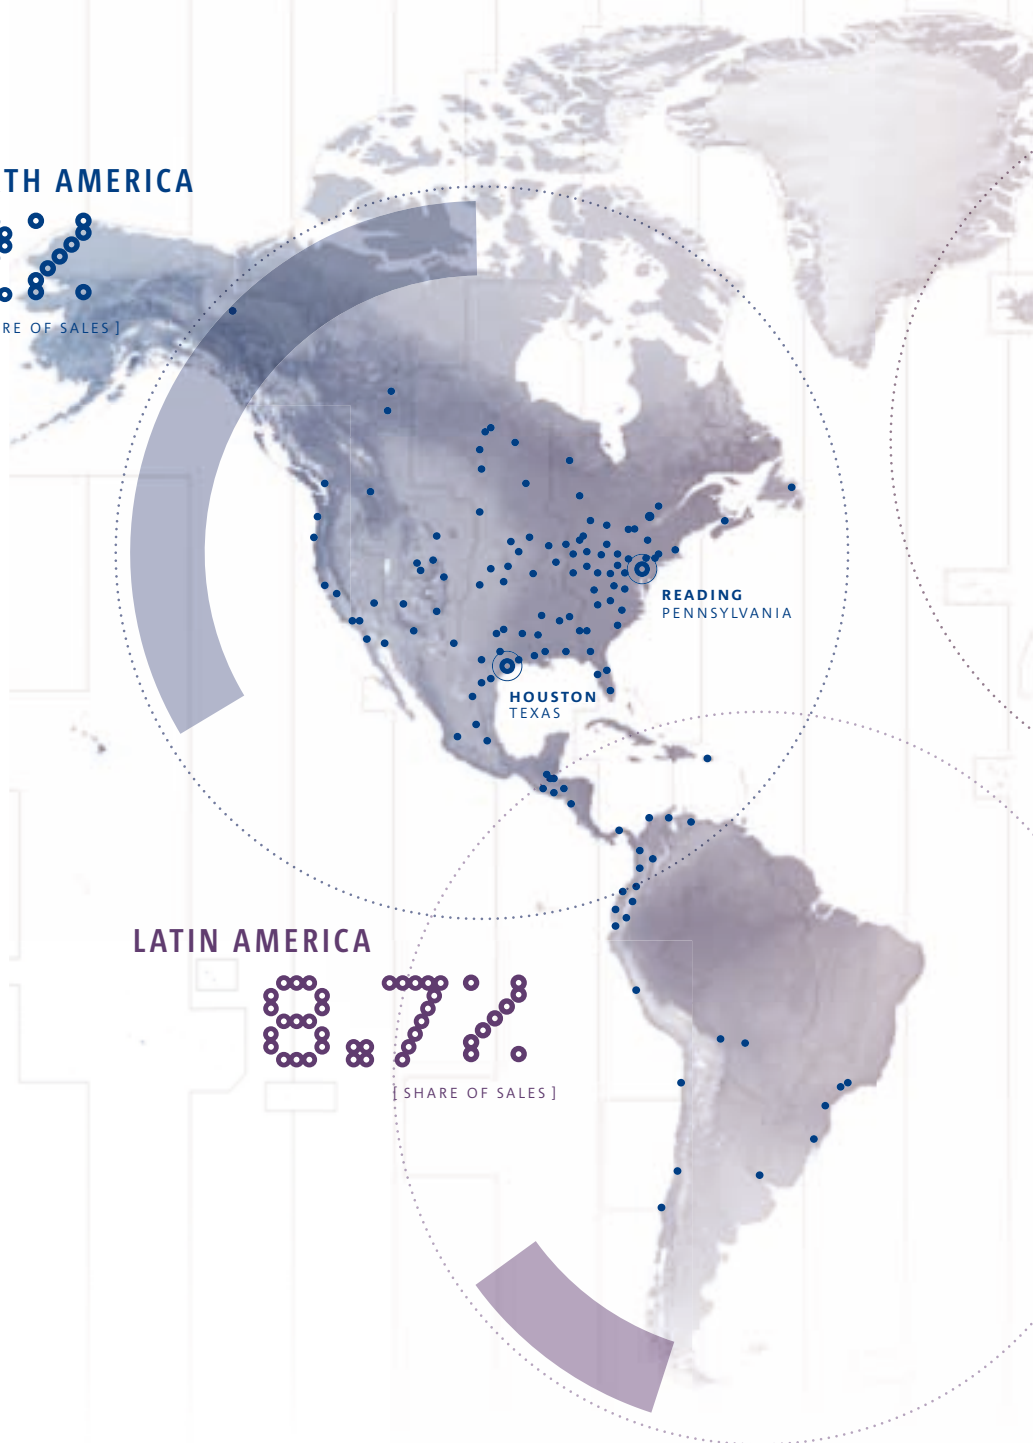 TH AMERICA
%
RE OF SALES ]
READING
PENNSYLVANIA
HOUSTON
TEXAS
LATIN AMERICA
8.7%
[ SHARE OF SALES ]